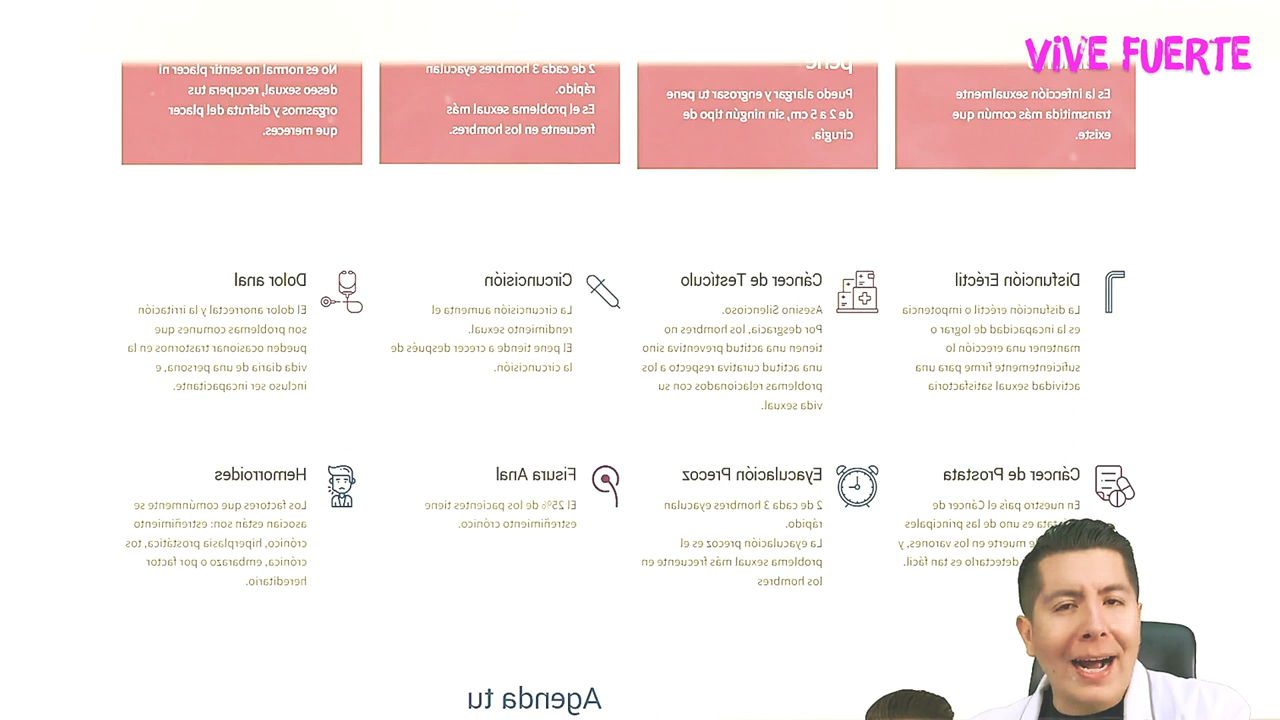 ViVE FUERTE
Es la infección sexualmente
transmitida más común que
existe.
pene
Puedo alargar y engrosar tu pene
de 2 a 5 cm, sin ningún tipo de
cirugía.
2 de cada 3 hombres eyaculan
rápido.
Es el problema sexual más
frecuente en los hombres.
No es normal no sentir placer ni
deseo sexual, recupera tus
orgasmos y disfruta del placer
que mereces.
Disfunción Eréctil
La disfunción eréctil o impotencia
es la incapacidad de lograr o
mantener una erección lo
suficientemente firme para una
actividad sexual satisfactoria
Cáncer de Testículo
Asesino Silencioso.
Por desgracia, los hombres no
tienen una actitud preventiva sino
una actitud curativa respecto a los
problemas relacionados con su
vida sexual.
Circuncisión
La circuncisión aumenta el
rendimiento sexual.
El pene tiende a crecer después de
la circuncisión.
Dolor anal
El dolor anorrectal y la irritación
son problemas comunes que
pueden ocasionar trastornos en la
vida diaria de una persona, e
incluso ser incapacitante.
Cáncer de Prostata
En nuestro país el Cáncer de
tata es uno de las principales
e muerte en los varones, y
detectarlo es tan fácil.
Eyaculación Precoz
2 de cada 3 hombres eyaculan
rápido.
La eyaculación precoz es el
problema sexual más frecuente en
los hombres
Fisura Anal
El 25% de los pacientes tiene
estreñimiento crónico.
Hemorroides
Los factores que comúnmente se
asocian están son: estreñimiento
crónico, hiperplasia prostática, tos
crónica, embarazo o por factor
hereditario.
Agenda tu